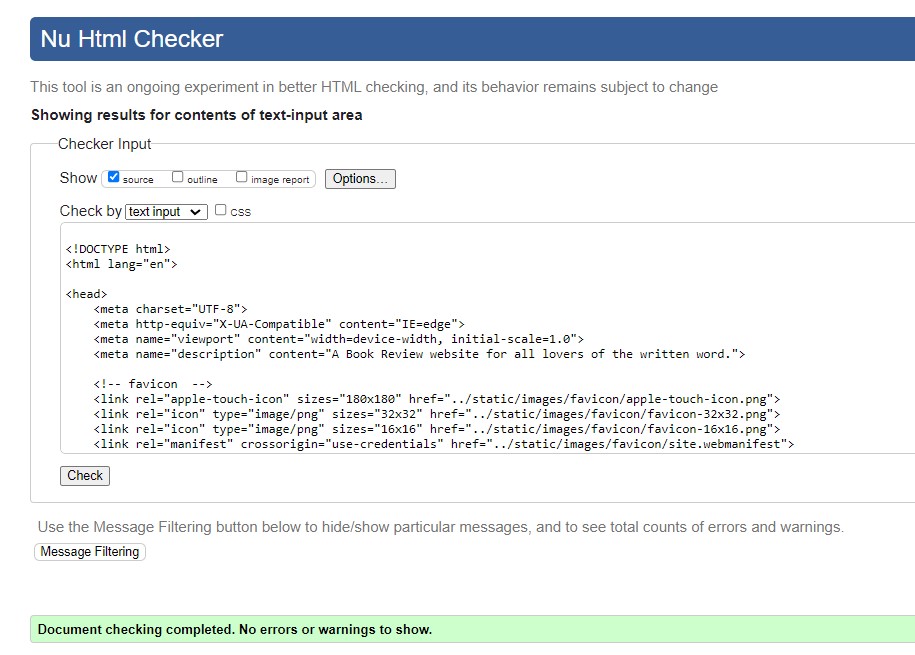 Nu Html Checker
This tool is an ongoing experiment in better HTML checking, and its behavior remains subject to change
Showing results for contents of text-input area
Checker Input
Show source outline image report Options...
Check by text input css
<!DOCTYPE html>
<html lang="en">
<head>
    <meta charset="UTF-8">
    <meta http-equiv="X-UA-Compatible" content="IE=edge">
    <meta name="viewport" content="width=device-width, initial-scale=1.0">
    <meta name="description" content="A Book Review website for all lovers of the written word.">
    <!-- favicon  -->
    <link rel="apple-touch-icon" sizes="180x180" href="../static/images/favicon/apple-touch-icon.png">
    <link rel="icon" type="image/png" sizes="32x32" href="../static/images/favicon/favicon-32x32.png">
    <link rel="icon" type="image/png" sizes="16x16" href="../static/images/favicon/favicon-16x16.png">
    <link rel="manifest" crossorigin="use-credentials" href="../static/images/favicon/site.webmanifest">
Check
Use the Message Filtering button below to hide/show particular messages, and to see total counts of errors and warnings.
Message Filtering
Document checking completed. No errors or warnings to show.